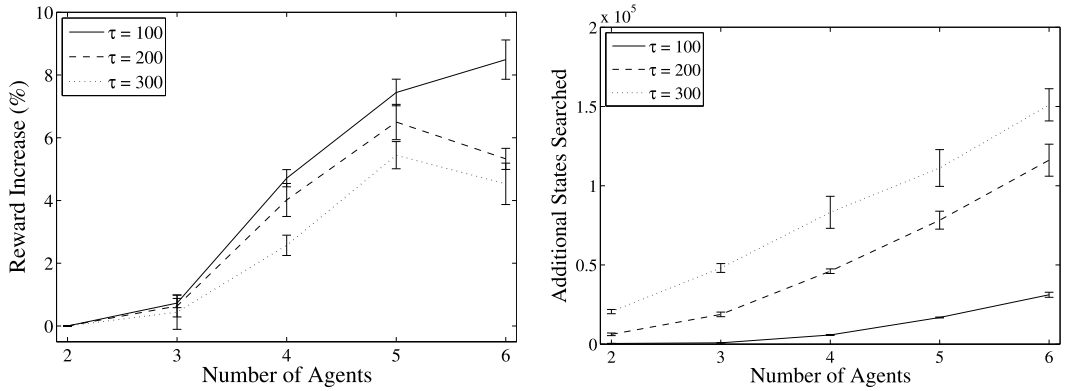 10
8
6
4
2
0
2
3
4
5
6
Reward Increase (%)
Number of Agents
τ = 100
τ = 200
τ = 300
2 x 10⁵
1.5
1
0.5
0
2
3
4
5
6
Additional States Searched
Number of Agents
τ = 100
τ = 200
τ = 300